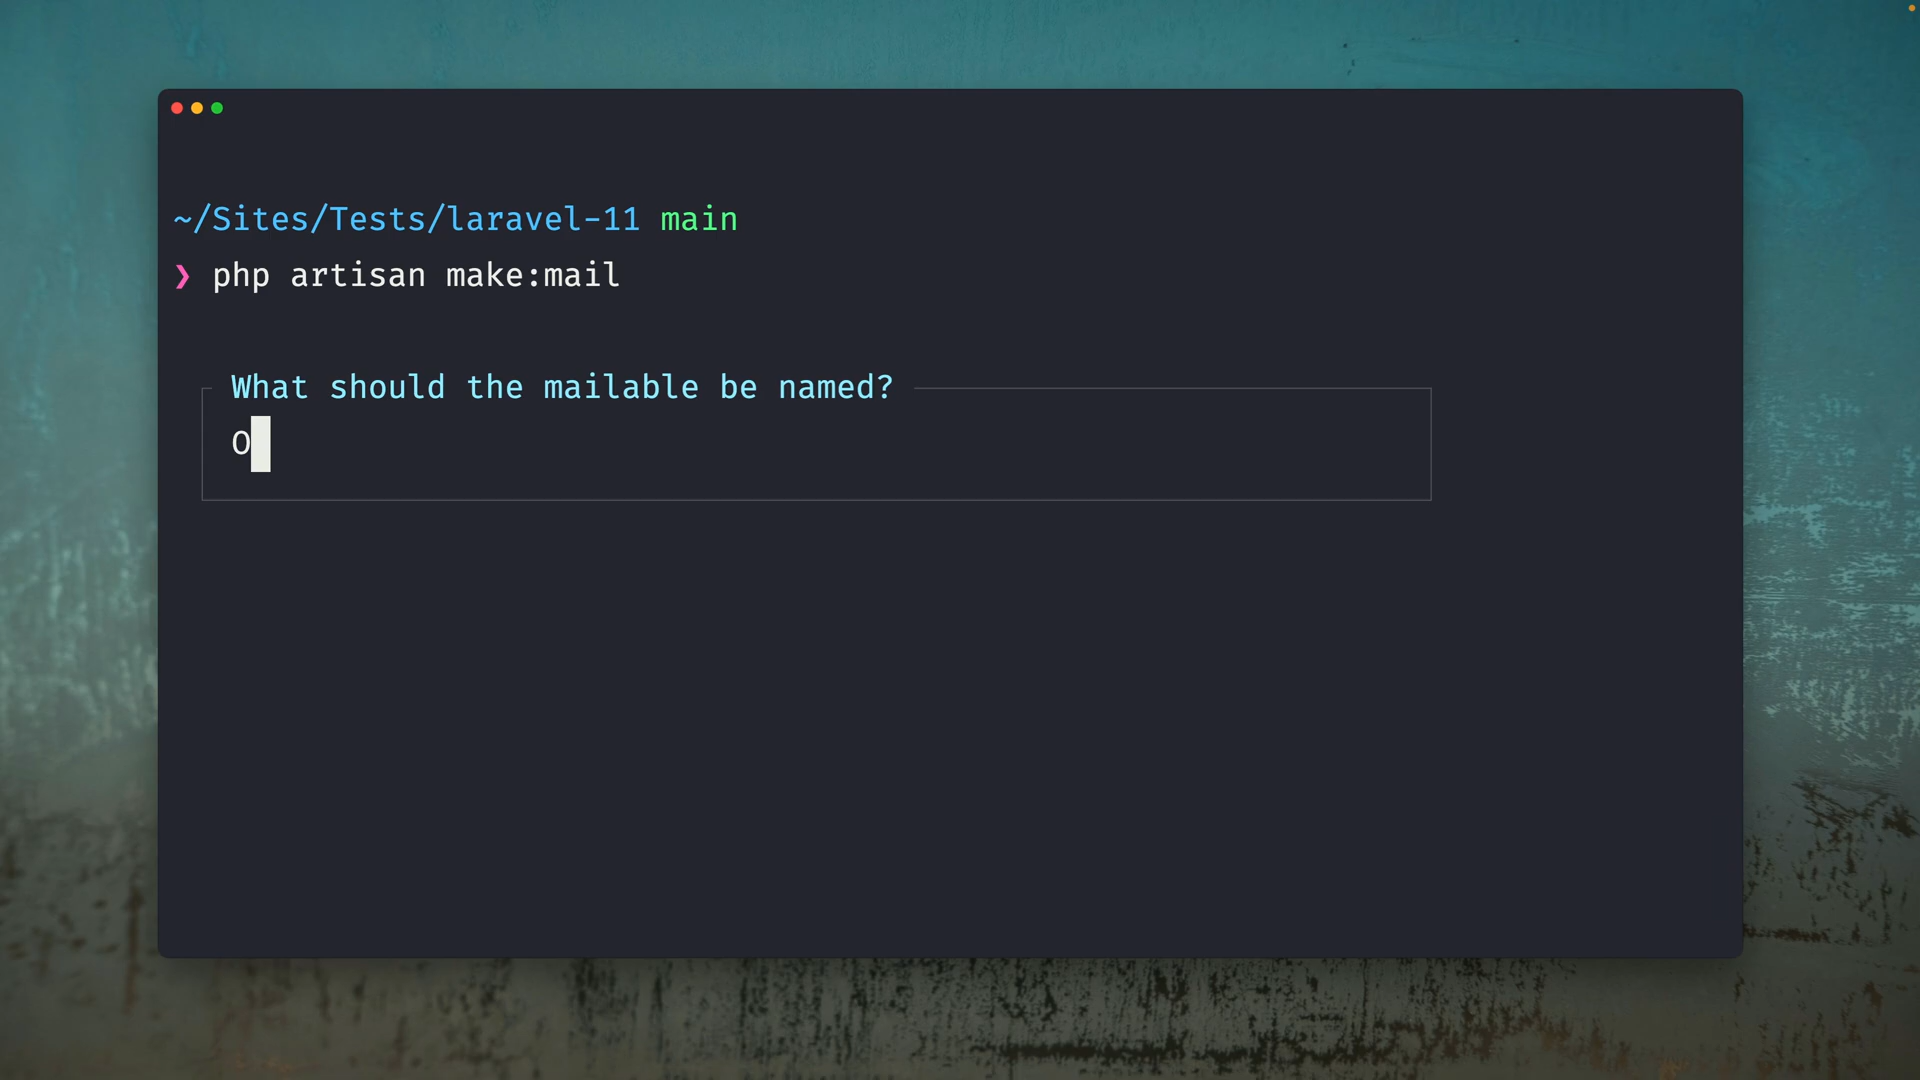 ~/Sites/Tests/laravel-11 main
❯ php artisan make:mail
What should the mailable be named?
O